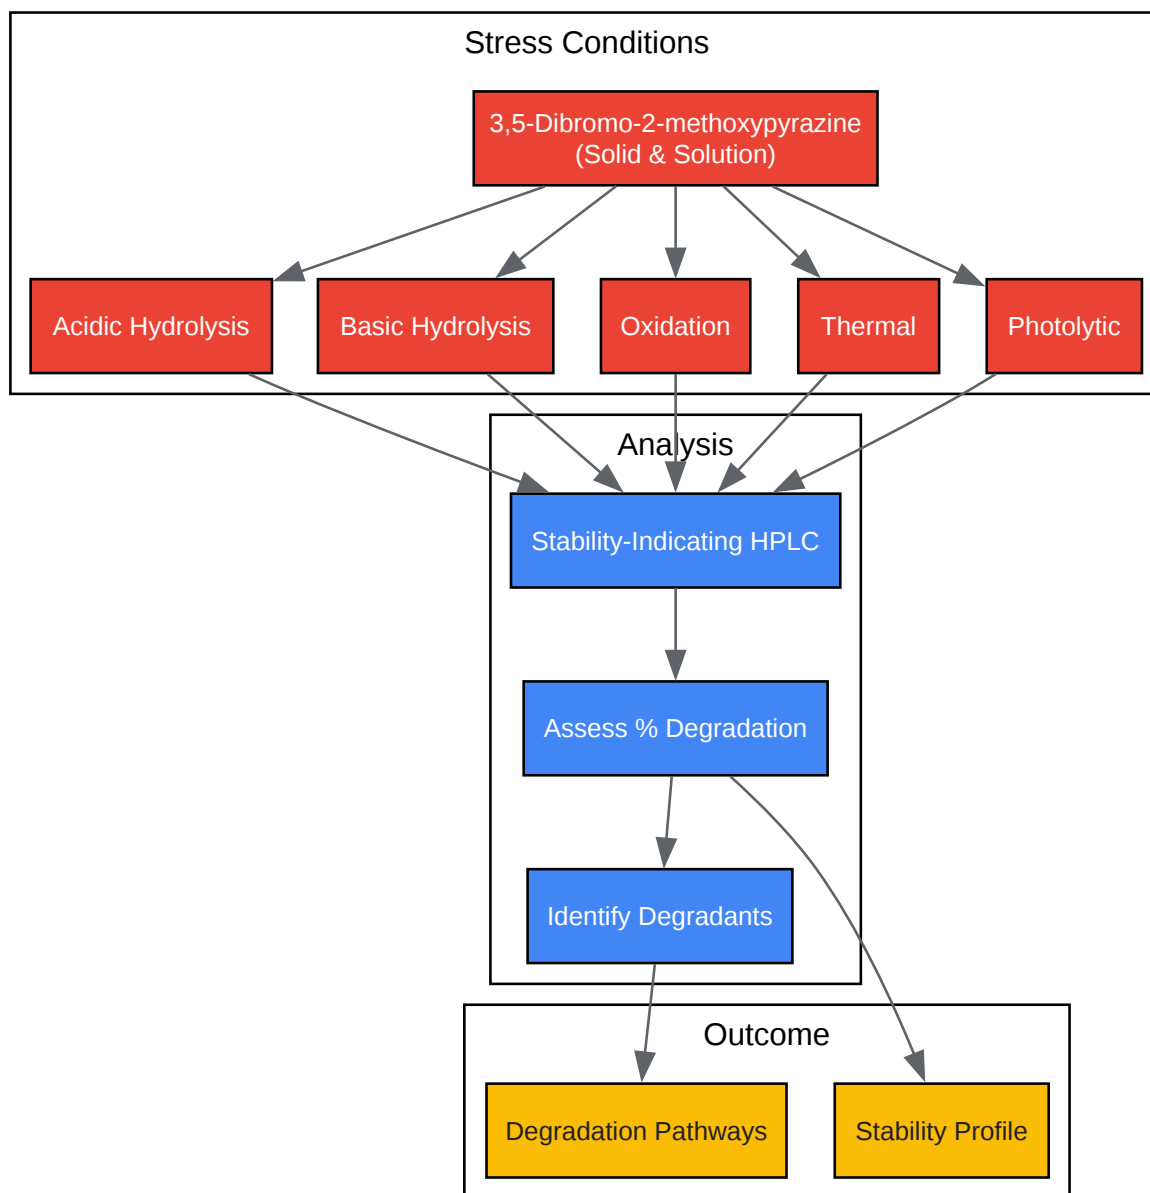 Stress Conditions
3,5-Dibromo-2-methoxypyrazine
(Solid & Solution)
Acidic Hydrolysis
Basic Hydrolysis
Oxidation
Thermal
Photolytic
Analysis
Stability-Indicating HPLC
Assess % Degradation
Identify Degradants
Outcome
Degradation Pathways
Stability Profile